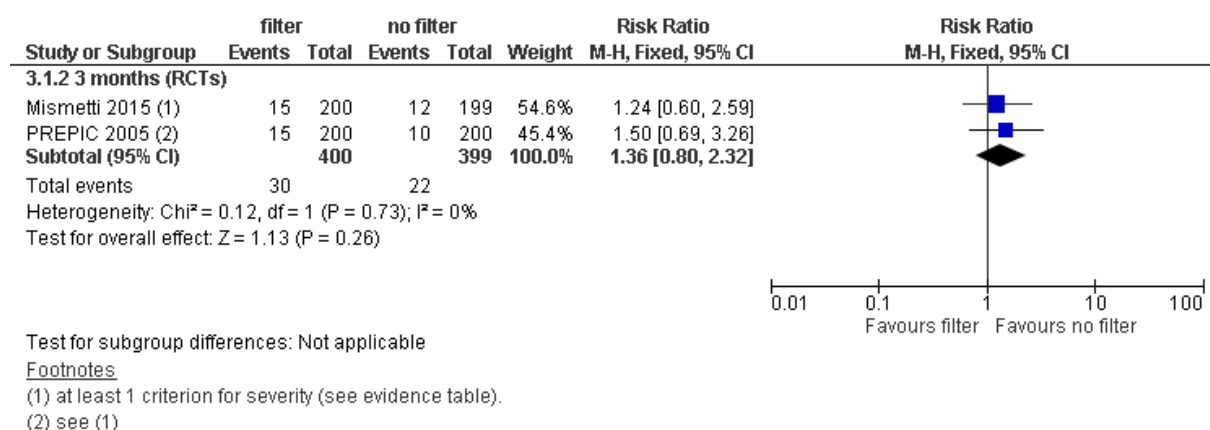 filter no filter Risk Ratio Risk Ratio
Study or Subgroup Events Total Events Total Weight M-H, Fixed, 95% CI M-H, Fixed, 95% CI
3.1.2 3 months (RCTs)
Mismetti 2015 (1) 15 200 12 199 54.6% 1.24 [0.60, 2.59]
PREPIC 2005 (2) 15 200 10 200 45.4% 1.50 [0.69, 3.26]
Subtotal (95% CI) 400 399 100.0% 1.36 [0.80, 2.32]
Total events 30 22
Heterogeneity: Chi² = 0.12, df = 1 (P = 0.73); I² = 0%
Test for overall effect: Z = 1.13 (P = 0.26)
0.01 0.1 1 10 100
Favours filter Favours no filter
Test for subgroup differences: Not applicable
Footnotes
(1) at least 1 criterion for severity (see evidence table).
(2) see (1)